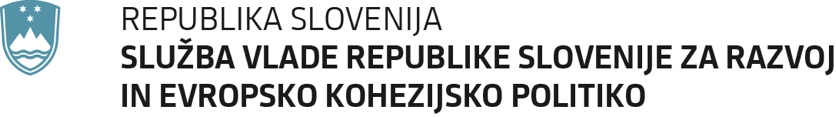 REPUBLIKA SLOVENIJA
SLUŽBA VLADE REPUBLIKE SLOVENIJE ZA RAZVOJ
IN EVROPSKO KOHEZIJSKO POLITIKO